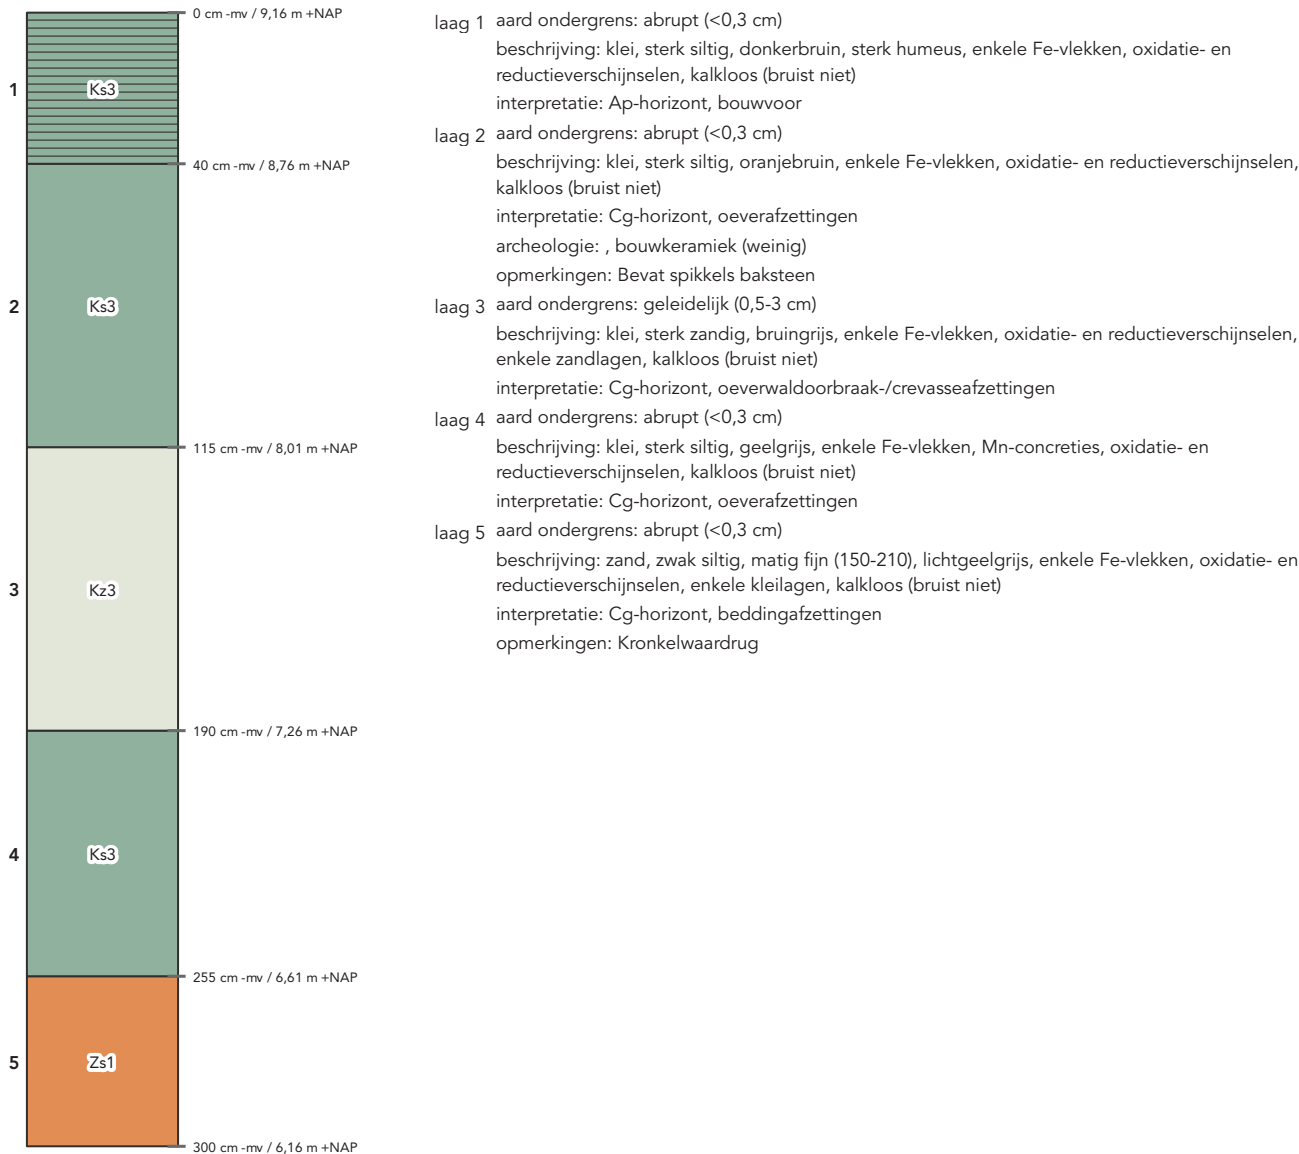 0 cm -mv / 9,16 m +NAP
1
Ks3
40 cm -mv / 8,76 m +NAP
2
Ks3
115 cm -mv / 8,01 m +NAP
3
Kz3
190 cm -mv / 7,26 m +NAP
4
Ks3
255 cm -mv / 6,61 m +NAP
5
Zs1
300 cm -mv / 6,16 m +NAP
laag 1 aard ondergrens: abrupt (<0,3 cm)
beschrijving: klei, sterk siltig, donkerbruin, sterk humeus, enkele Fe-vlekken, oxidatie- en
reductieverschijnselen, kalkloos (bruist niet)
interpretatie: Ap-horizont, bouwvoor
laag 2 aard ondergrens: abrupt (<0,3 cm)
beschrijving: klei, sterk siltig, oranjebruin, enkele Fe-vlekken, oxidatie- en reductieverschijnselen,
kalkloos (bruist niet)
interpretatie: Cg-horizont, oeverafzettingen
archeologie: , bouwkeramiek (weinig)
opmerkingen: Bevat spikkels baksteen
laag 3 aard ondergrens: geleidelijk (0,5-3 cm)
beschrijving: klei, sterk zandig, bruingrijs, enkele Fe-vlekken, oxidatie- en reductieverschijnselen,
enkele zandlagen, kalkloos (bruist niet)
interpretatie: Cg-horizont, oeverwaldoorbraak-/crevasseafzettingen
laag 4 aard ondergrens: abrupt (<0,3 cm)
beschrijving: klei, sterk siltig, geelgrijs, enkele Fe-vlekken, Mn-concreties, oxidatie- en
reductieverschijnselen, kalkloos (bruist niet)
interpretatie: Cg-horizont, oeverafzettingen
laag 5 aard ondergrens: abrupt (<0,3 cm)
beschrijving: zand, zwak siltig, matig fijn (150-210), lichtgeelgrijs, enkele Fe-vlekken, oxidatie- en
reductieverschijnselen, enkele kleilagen, kalkloos (bruist niet)
interpretatie: Cg-horizont, beddingafzettingen
opmerkingen: Kronkelwaardrug